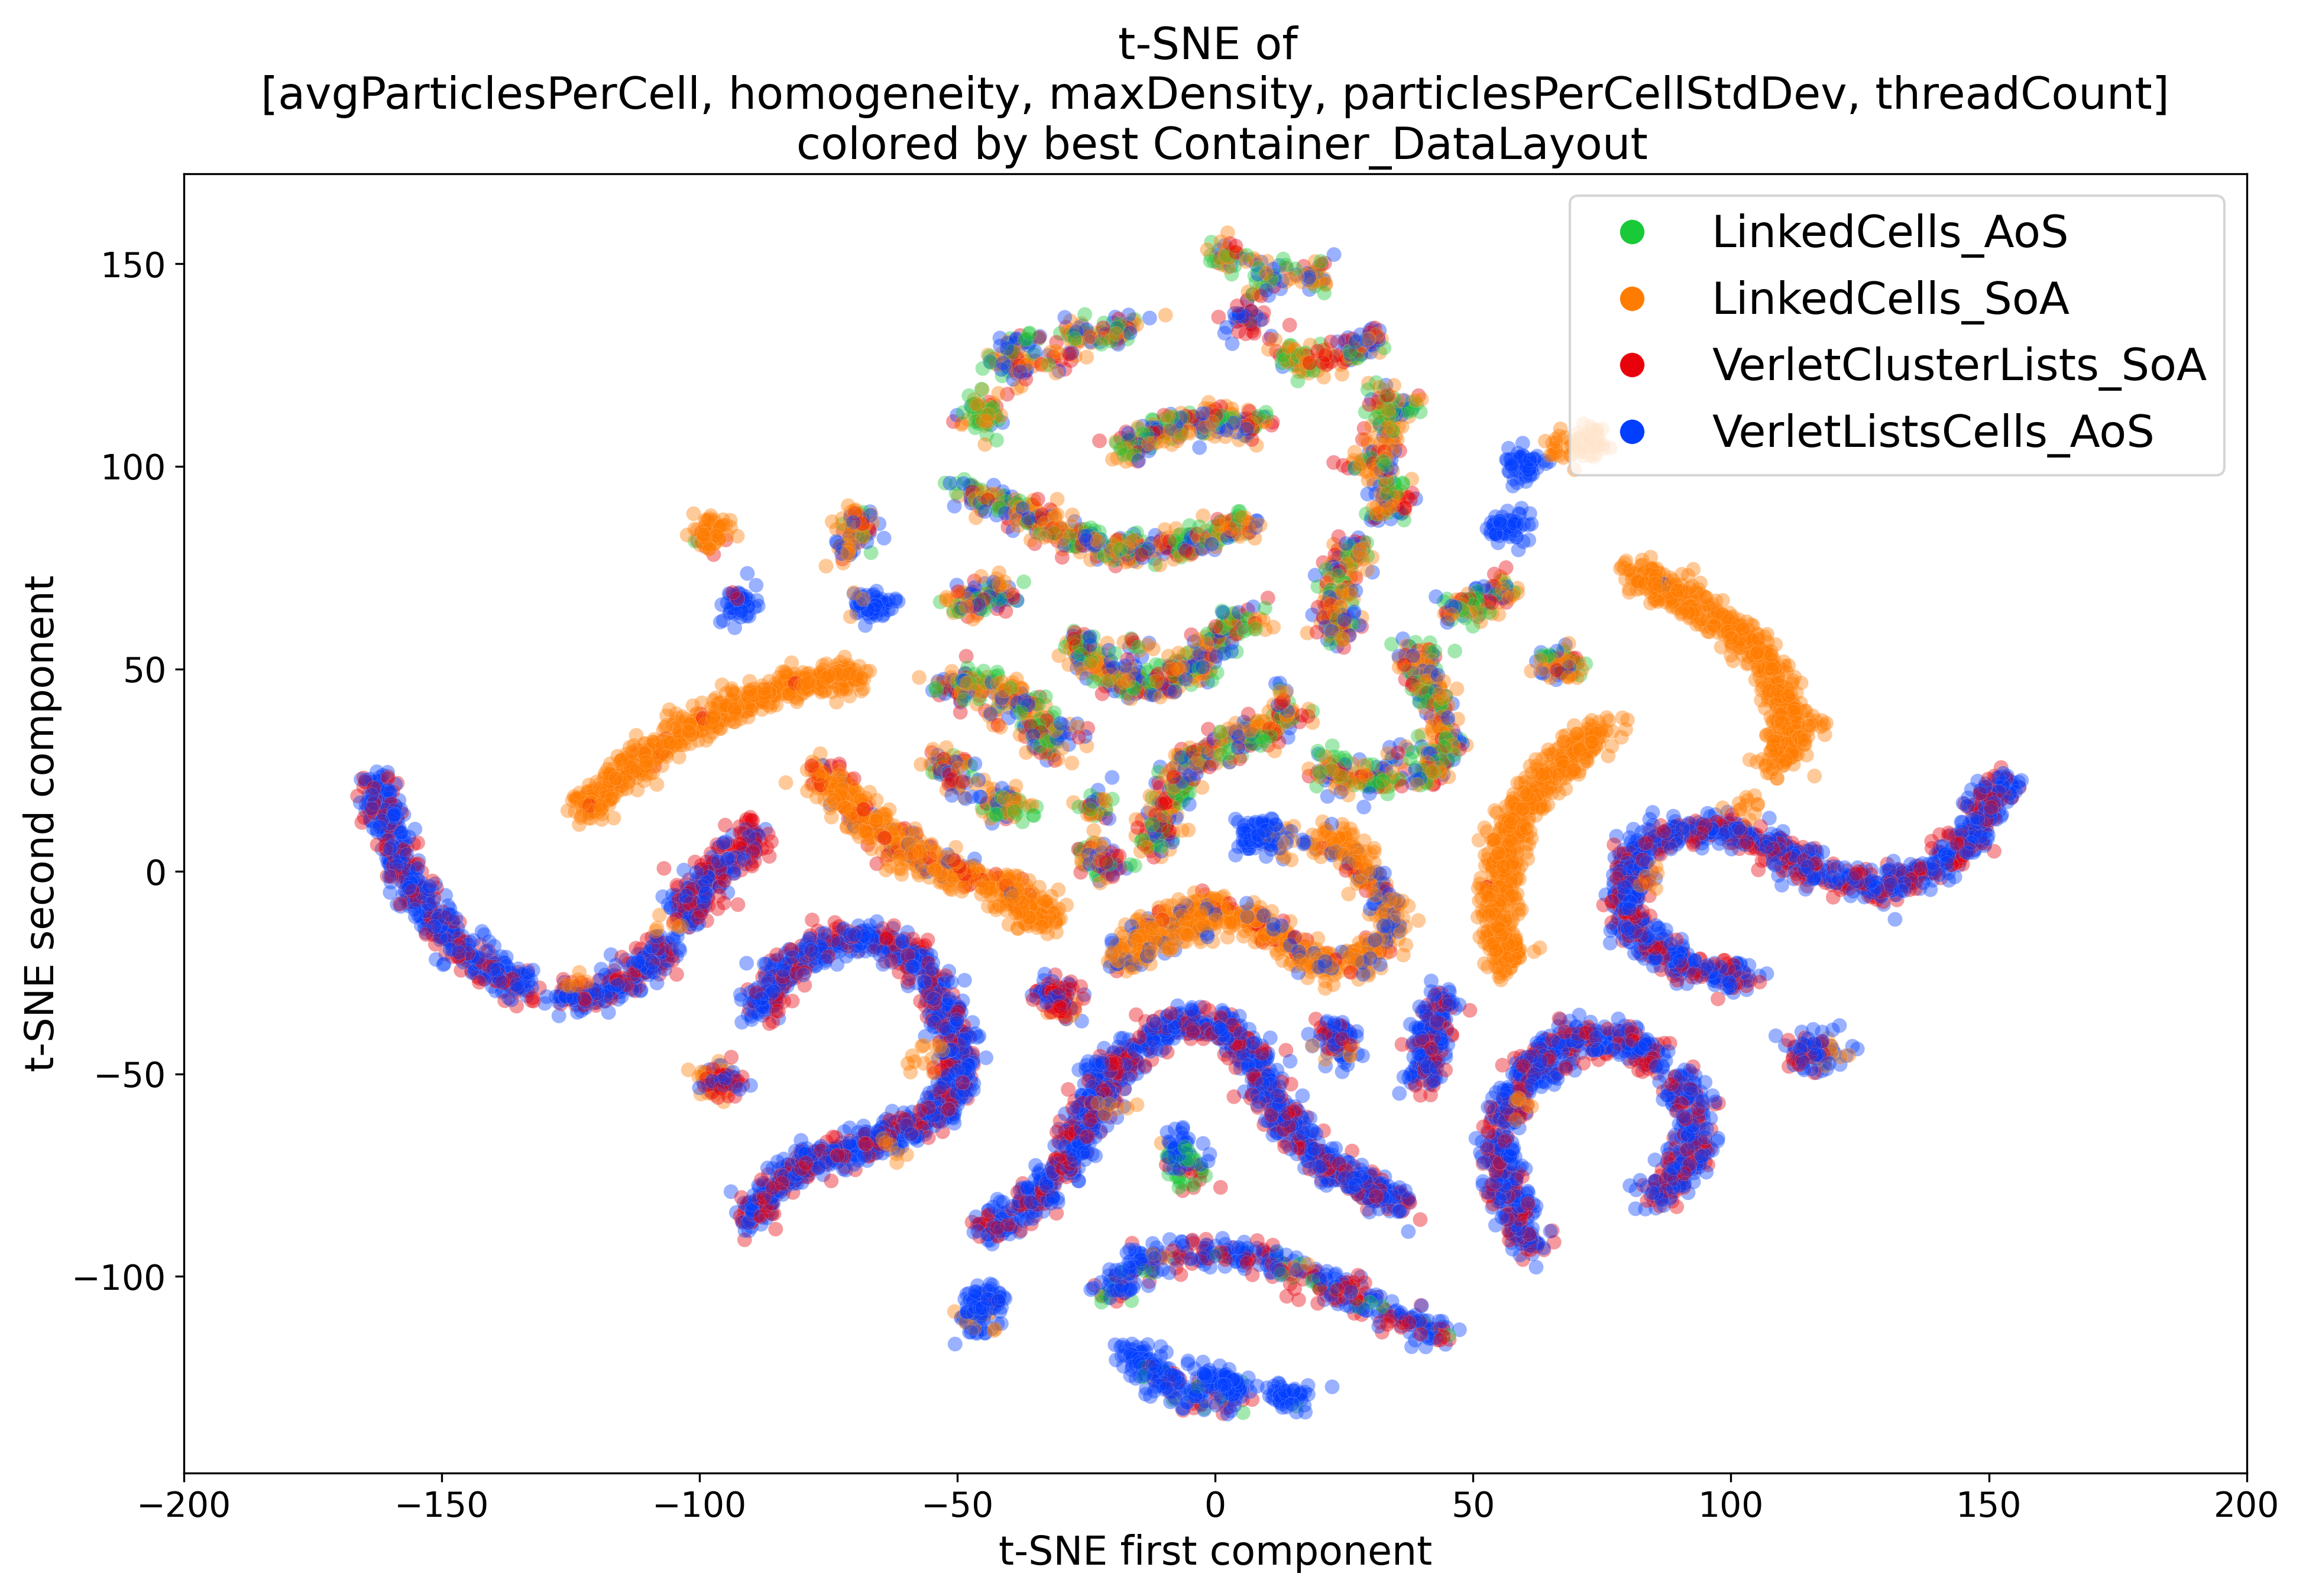 t-SNE of
[avgParticlesPerCell, homogeneity, maxDensity, particlesPerCellStdDev, threadCount]
colored by best Container_DataLayout
LinkedCells_AoS
LinkedCells_SoA
VerletClusterLists_SoA
VerletListsCells_AoS
t-SNE second component
150
100
50
0
−50
−100
−200 −150 −100 −50 0 50 100 150 200
t-SNE first component